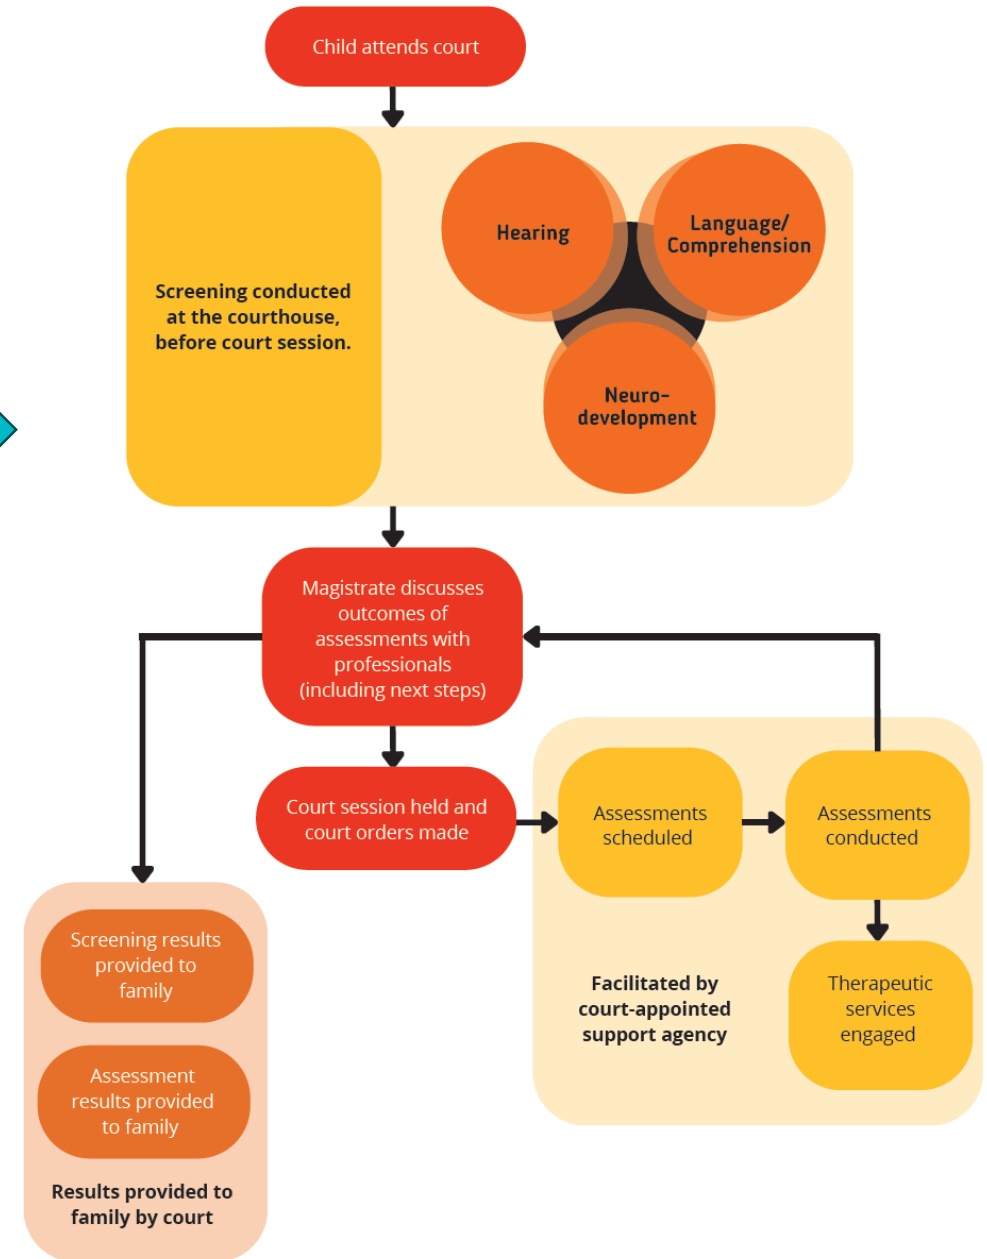 Child attends court
Screening conducted
at the courthouse,
before court session.
Hearing
Language/
Comprehension
Neuro-
development
Magistrate discusses
outcomes of
assessments with
professionals
(including next steps)
Court session held and
court orders made
Assessments
scheduled
Assessments
conducted
Facilitated by
court-appointed
support agency
Therapeutic
services
engaged
Screening results
provided to
family
Assessment
results provided
to family
Results provided to
family by court